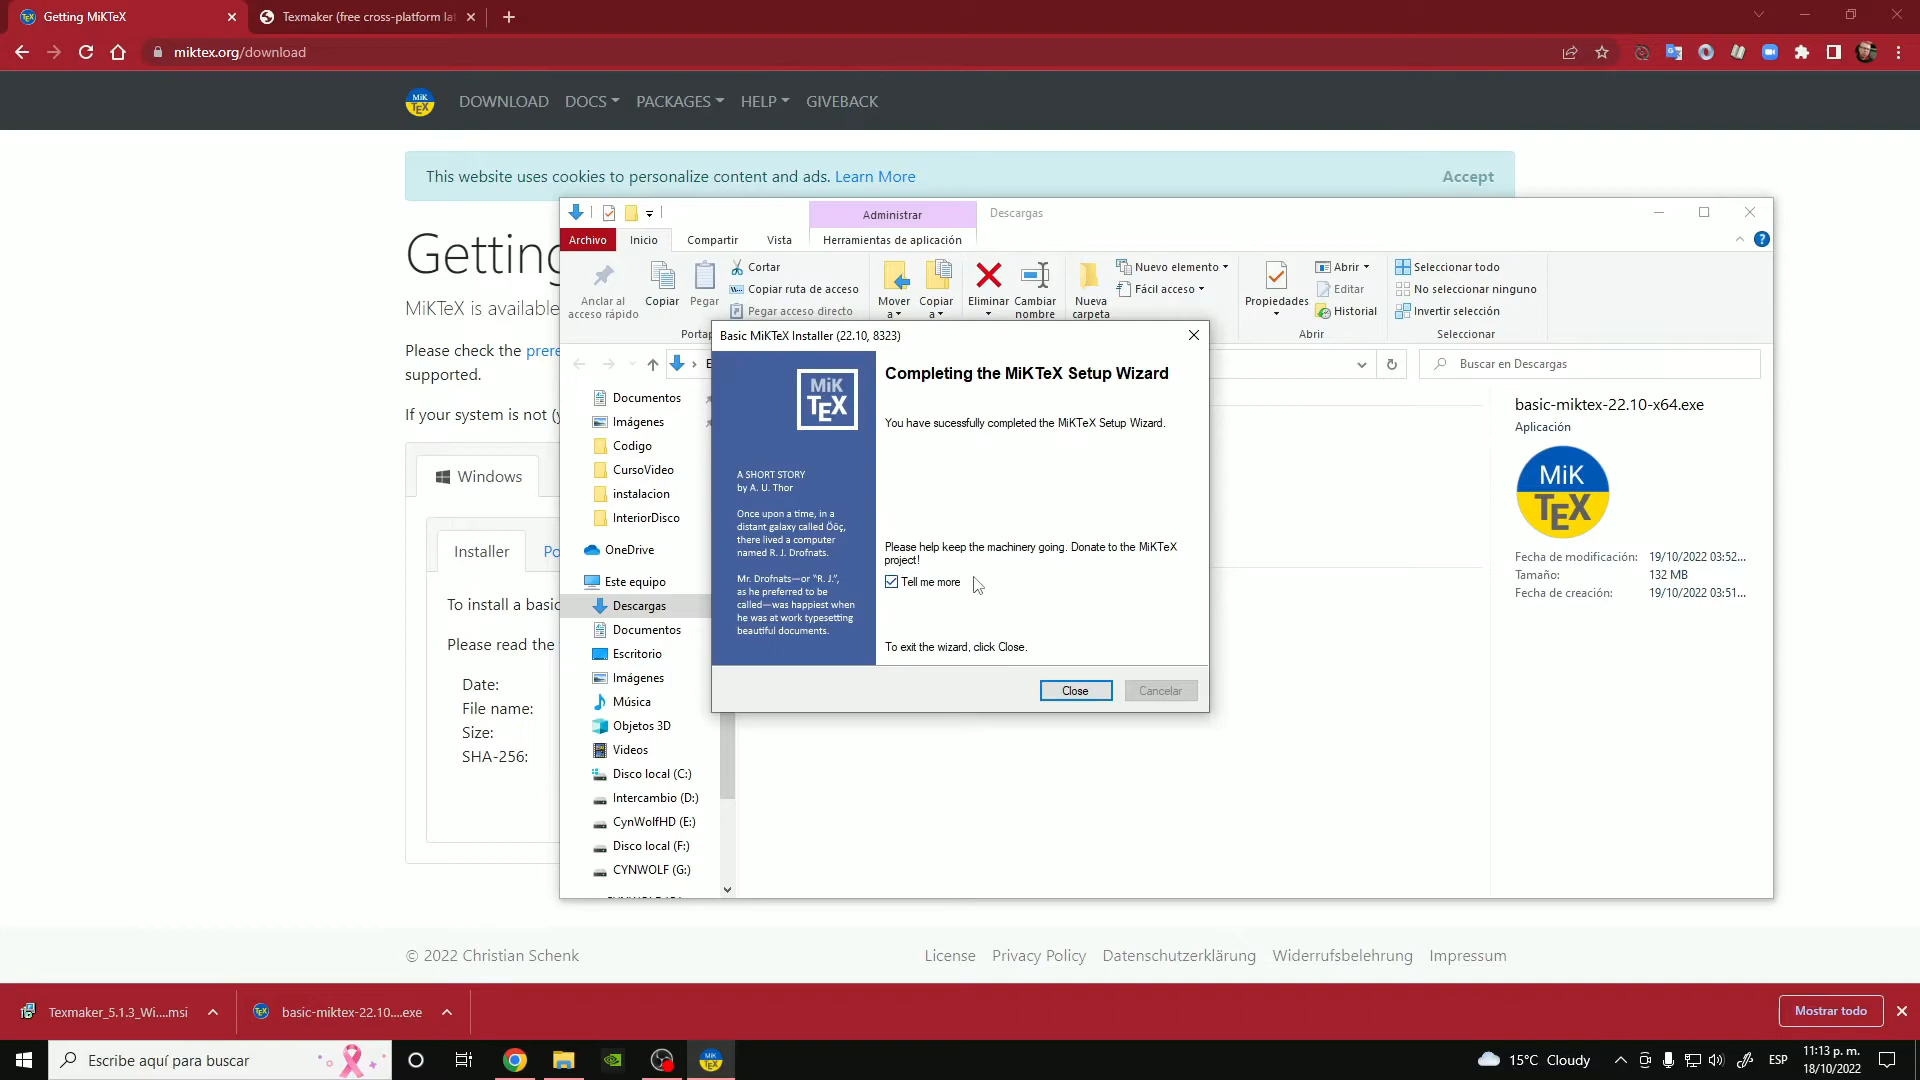 Getting MiKTeX
Texmaker (free cross-platform lat
miktex.org/download
MiK
TEX
DOWNLOAD
DOCS
PACKAGES
HELP
GIVEBACK
This website uses cookies to personalize content and ads. Learn More
Accept
Getting
MiKTeX is available
Please check the prere
supported.
If your system is not (y
Windows
Installer
Po
To install a basic
Please read the
Date:
File name:
Size:
SHA-256:
Administrar
Descargas
Archivo
Inicio
Compartir
Vista
Herramientas de aplicación
Anclar al
acceso rápido
Copiar
Pegar
Cortar
Copiar ruta de acceso
Pegar acceso directo
Portap
Mover
a
Copiar
a
Eliminar
Cambiar
nombre
Nueva
carpeta
Nuevo elemento
Fácil acceso
Propiedades
Abrir
Editar
Historial
Abrir
Seleccionar todo
No seleccionar ninguno
Invertir selección
Seleccionar
Buscar en Descargas
Documentos
Imágenes
Codigo
CursoVideo
instalacion
InteriorDisco
OneDrive
Este equipo
Descargas
Documentos
Escritorio
Imágenes
Música
Objetos 3D
Videos
Disco local (C:)
Intercambio (D:)
CynWolfHD (E:)
Disco local (F:)
CYNWOLF (G:)
basic-miktex-22.10-x64.exe
Aplicación
MiK
TEX
Fecha de modificación: 19/10/2022 03:52...
Tamaño: 132 MB
Fecha de creación: 19/10/2022 03:51...
Basic MiKTeX Installer (22.10, 8323)
MiK
TEX
A SHORT STORY
by A. U. Thor
Once upon a time, in a
distant galaxy called Ööç,
there lived a computer
named R. J. Drofnats.
Mr. Drofnats—or “R. J.”,
as he preferred to be
called—was happiest when
he was at work typesetting
beautiful documents.
Completing the MiKTeX Setup Wizard
You have sucessfully completed the MiKTeX Setup Wizard.
Please help keep the machinery going. Donate to the MiKTeX
project!
Tell me more
To exit the wizard, click Close.
Close
Cancelar
© 2022 Christian Schenk
License
Privacy Policy
Datenschutzerklärung
Widerrufsbelehrung
Impressum
Texmaker_5.1.3_Wi....msi
basic-miktex-22.10....exe
Mostrar todo
Escribe aquí para buscar
15°C Cloudy
ESP
11:13 p. m.
18/10/2022